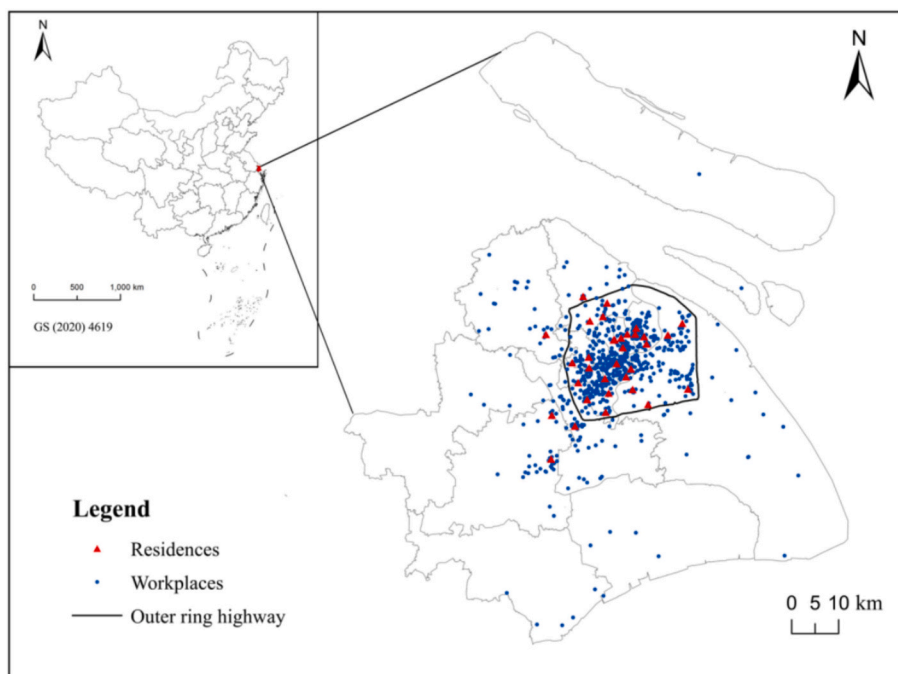 N
N
0 500 1,000 km
GS (2020) 4619
Legend
Residences
Workplaces
Outer ring highway
0 5 10 km